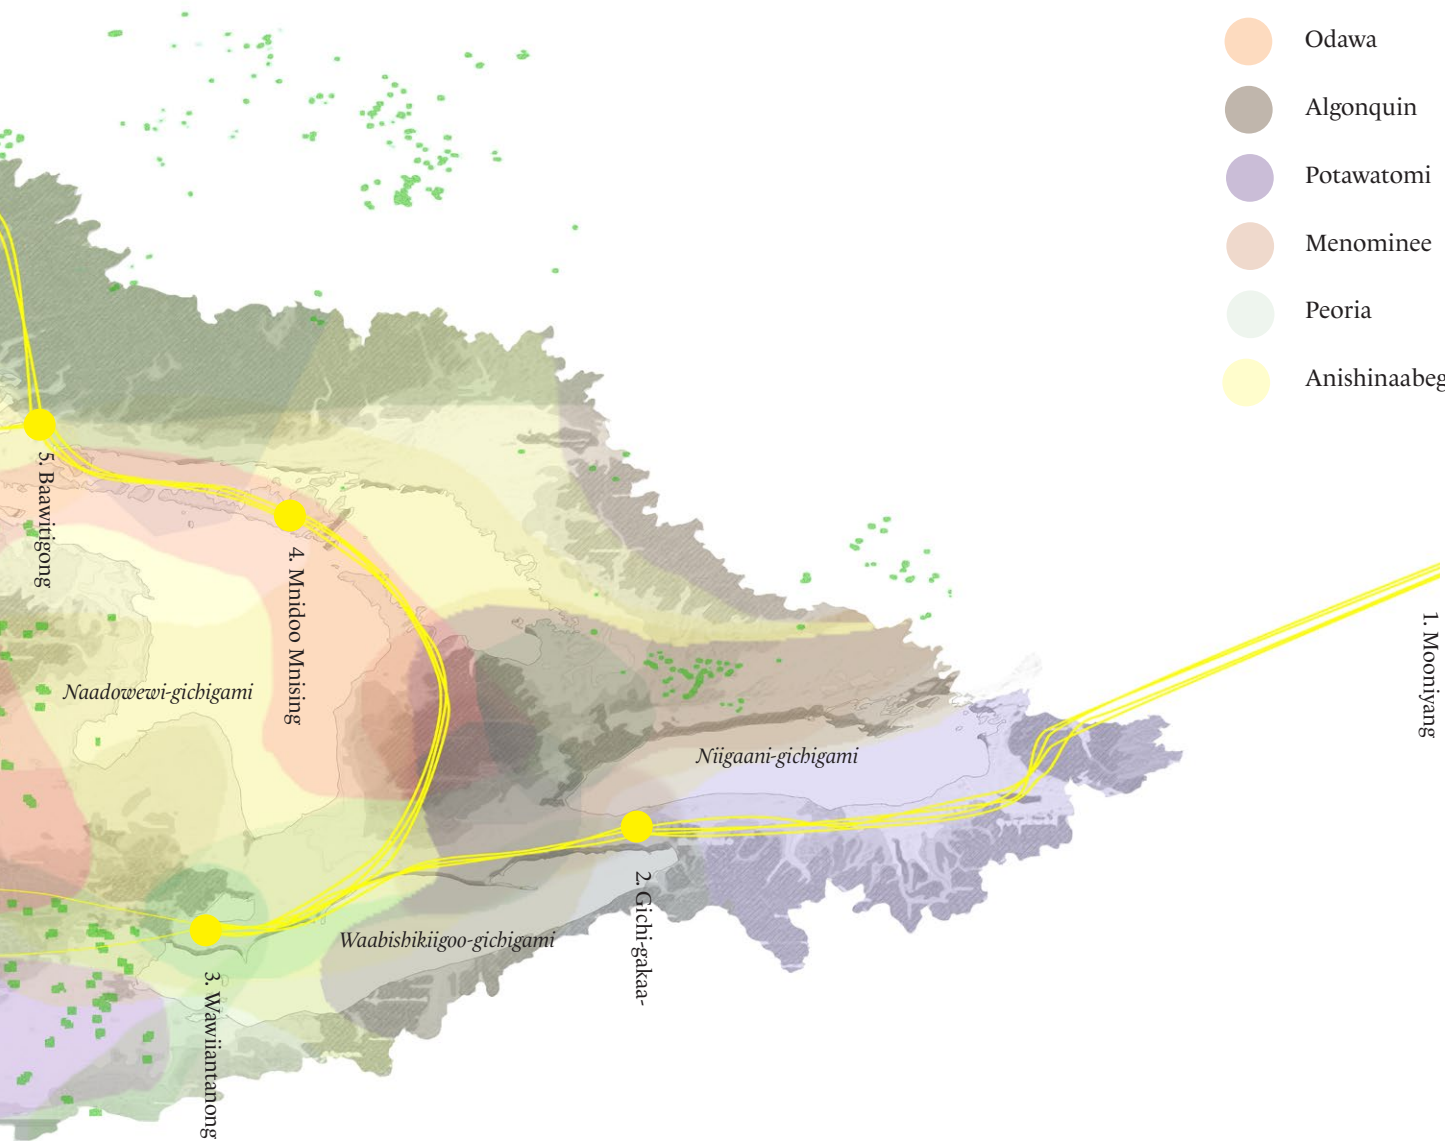 Odawa
Algonquin
Potawatomi
Menominee
Peoria
Anishinaabeg
5. Baawitigong
4. Mnidoo Mnising
1. Mooniyang
Naadowewi-gichigami
Niigaani-gichigami
2. Gichi-gakaa-
Waabishikiigoo-gichigami
3. Wawiiantanong